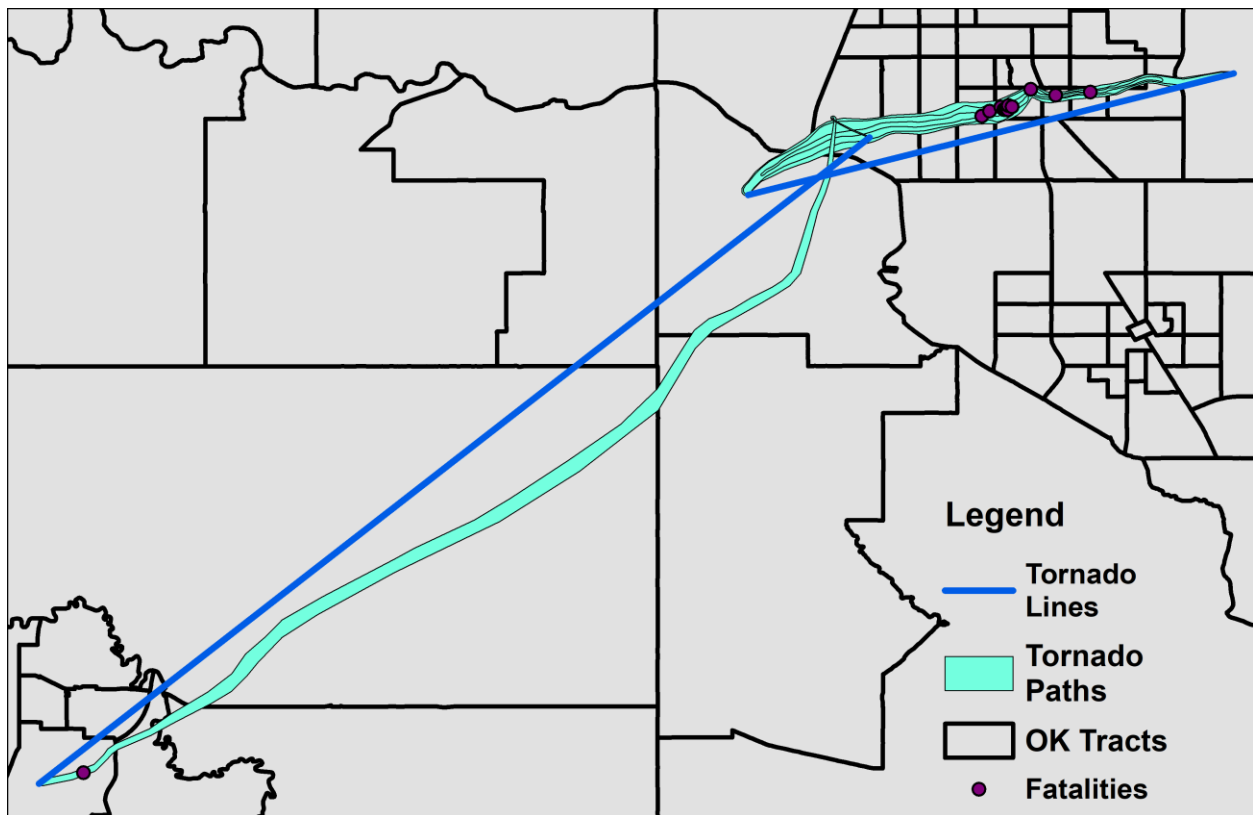 Legend
Tornado
Lines
Tornado
Paths
OK Tracts
Fatalities